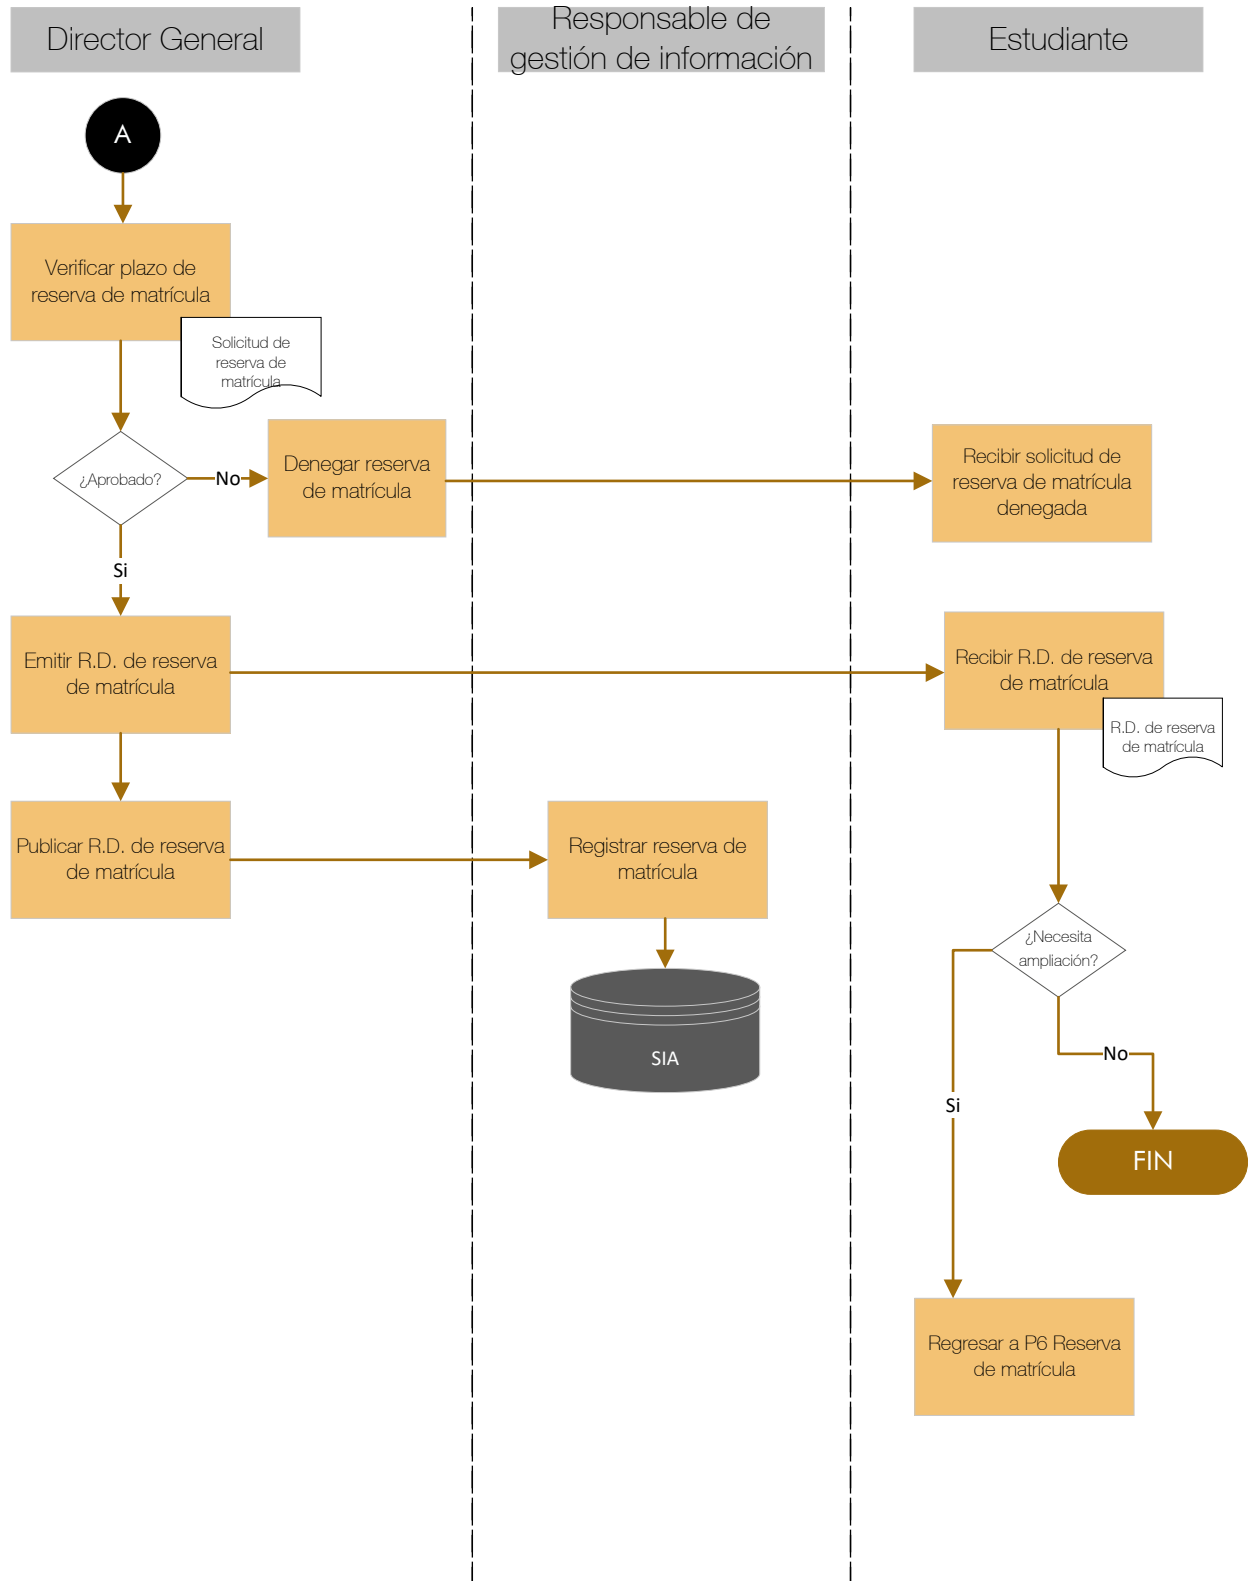 Director General
Responsable de
gestión de información
Estudiante
A
Verificar plazo de
reserva de matrícula
Solicitud de
reserva de
matrícula
¿Aprobado?
No
Denegar reserva
de matrícula
Recibir solicitud de
reserva de matrícula
denegada
Si
Emitir R.D. de reserva
de matrícula
Recibir R.D. de reserva
de matrícula
R.D. de reserva
de matrícula
Publicar R.D. de reserva
de matrícula
Registrar reserva de
matrícula
¿Necesita
ampliación?
SIA
No
Si
FIN
Regresar a P6 Reserva
de matrícula